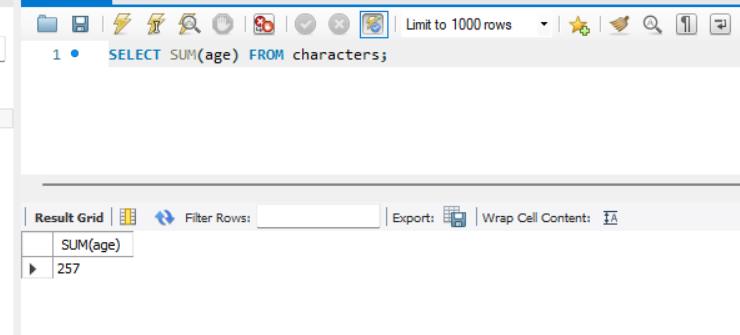 Limit to 1000 rows
1 SELECT SUM(age) FROM characters;
Result Grid Filter Rows: Export: Wrap Cell Content:
SUM(age)
257